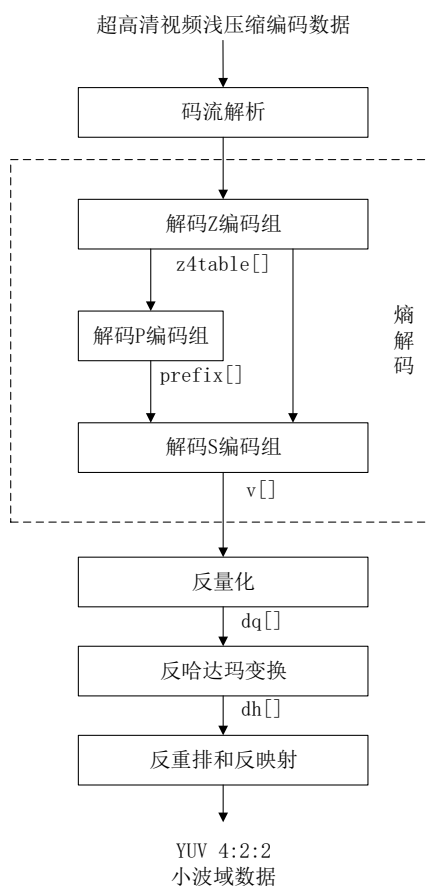 超高清视频浅压缩编码数据
码流解析
解码Z编码组
z4table[]
解码P编码组
prefix[]
解码S编码组
v[]
熵
解
码
反量化
dq[]
反哈达玛变换
dh[]
反重排和反映射
YUV 4:2:2
小波域数据